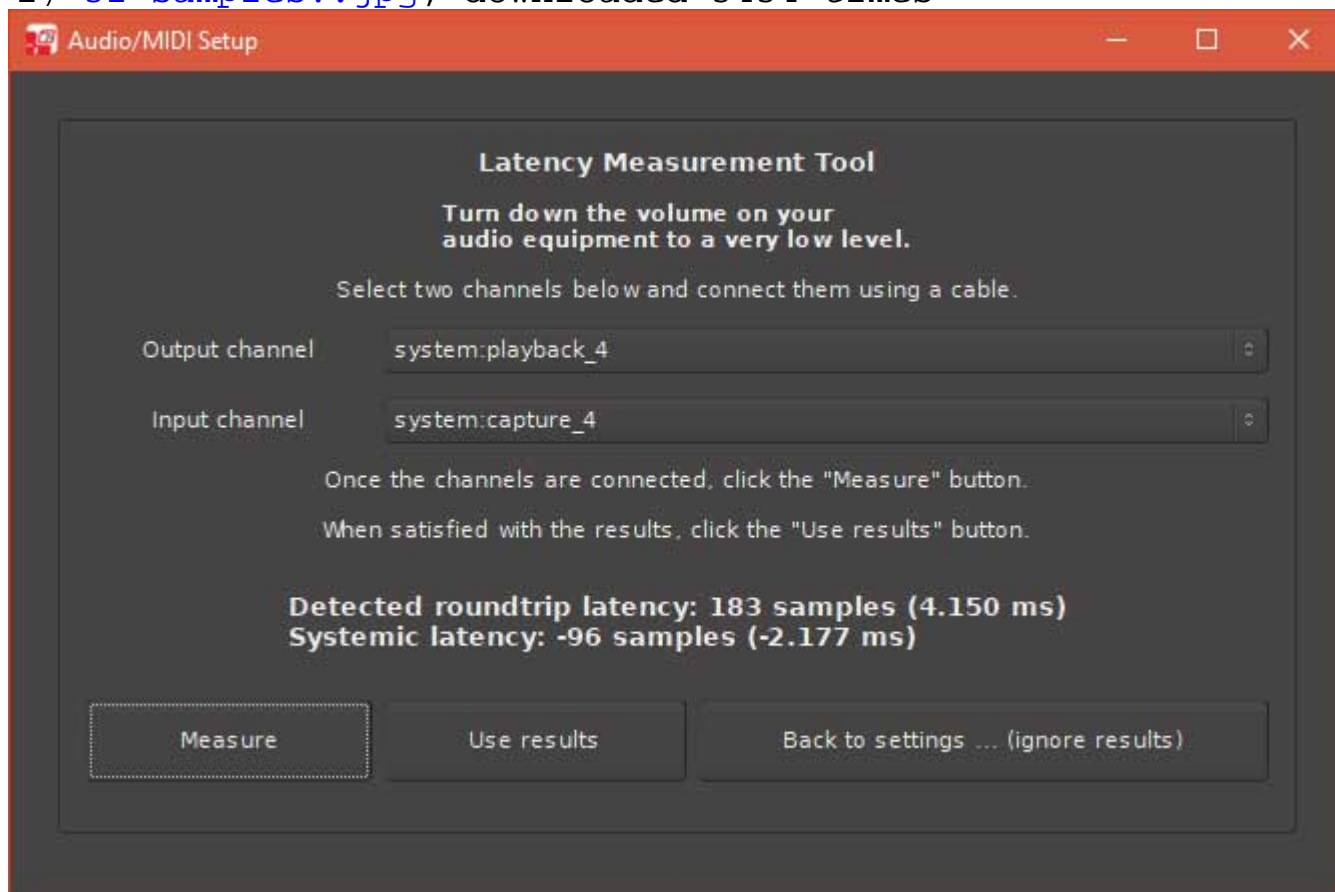 Audio/MIDI Setup
Latency Measurement Tool
Turn down the volume on your
audio equipment to a very low level.
Select two channels below and connect them using a cable.
Output channel system:playback_4
Input channel system:capture_4
Once the channels are connected, click the "Measure" button.
When satisfied with the results, click the "Use results" button.
Detected roundtrip latency: 183 samples (4.150 ms)
Systemic latency: -96 samples (-2.177 ms)
Measure Use results Back to settings ... (ignore results)